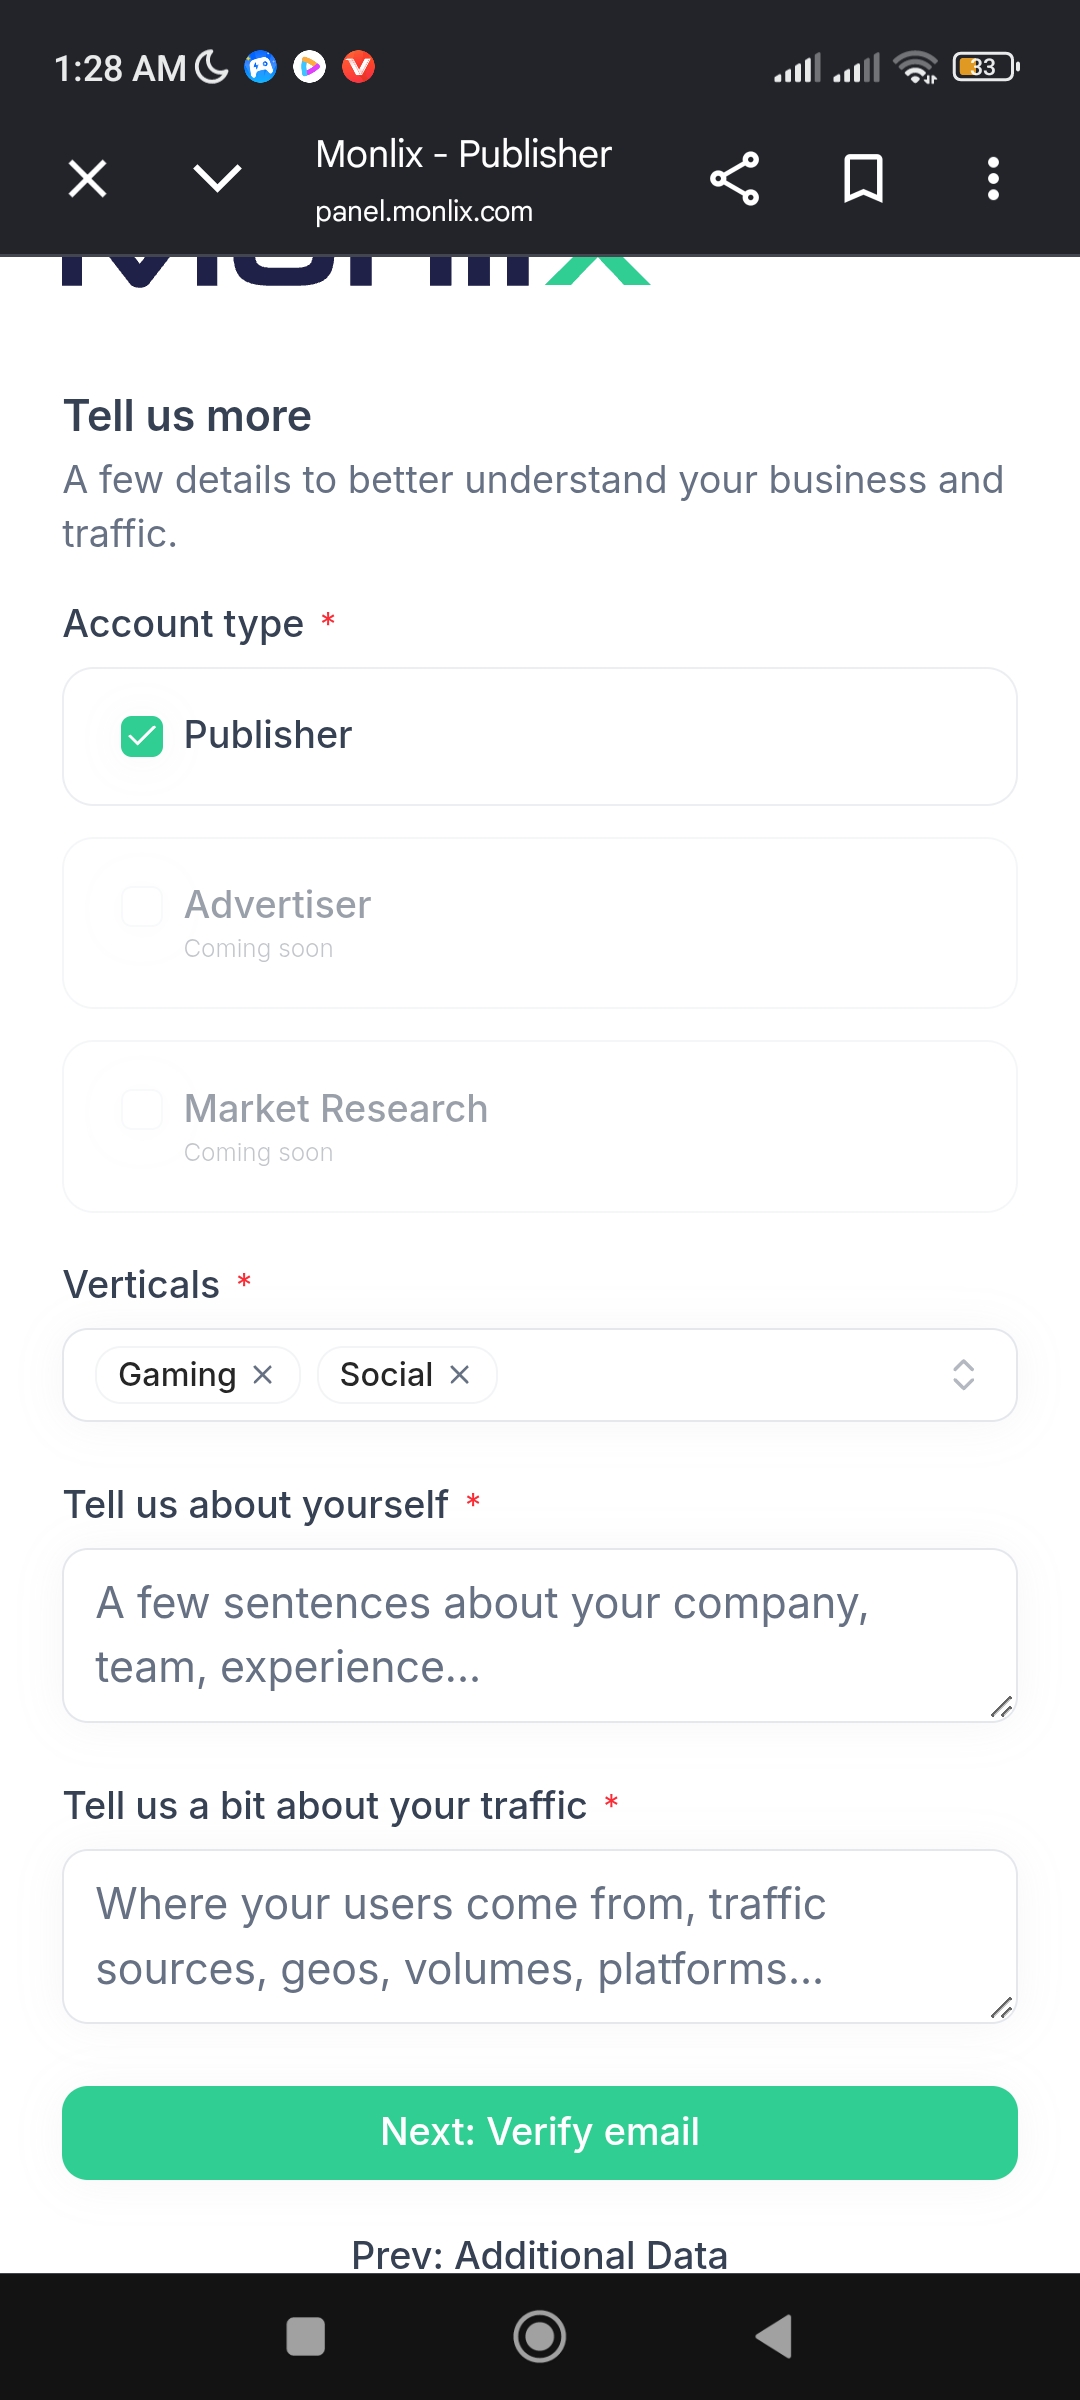 1:28 AM
33
Monlix - Publisher
panel.monlix.com
Monlix
Tell us more
A few details to better understand your business and
traffic.
Account type *
Publisher
Advertiser
Coming soon
Market Research
Coming soon
Verticals *
Gaming
Social
Tell us about yourself *
A few sentences about your company,
team, experience...
Tell us a bit about your traffic *
Where your users come from, traffic
sources, geos, volumes, platforms...
Next: Verify email
Prev: Additional Data